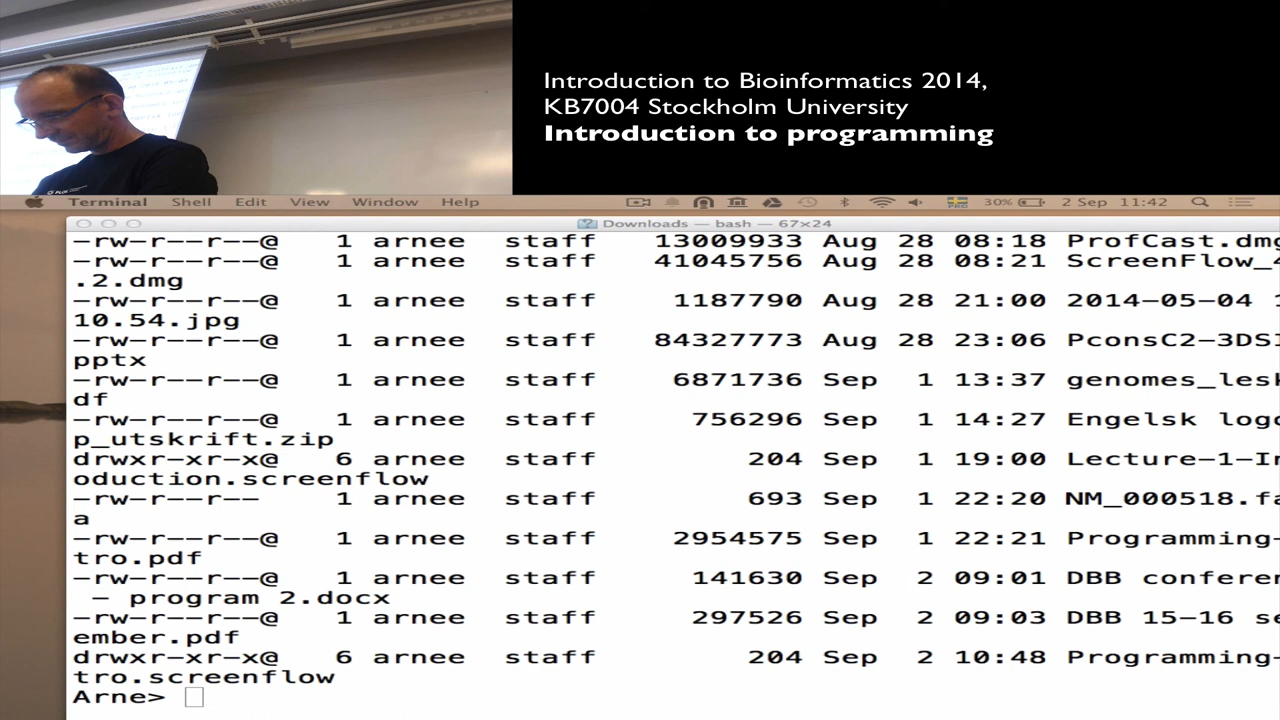 Introduction to Bioinformatics 2014,
KB7004 Stockholm University
Introduction to programming
Terminal Shell Edit View Window Help 30% 2 Sep 11:42
Downloads — bash — 67×24
-rw-r--r--@ 1 arnee staff 13009933 Aug 28 08:18 ProfCast.dmg
-rw-r--r--@ 1 arnee staff 41045756 Aug 28 08:21 ScreenFlow_4
.2.dmg
-rw-r--r--@ 1 arnee staff 1187790 Aug 28 21:00 2014-05-04 1
10.54.jpg
-rw-r--r--@ 1 arnee staff 84327773 Aug 28 23:06 PconsC2-3DSI
pptx
-rw-r--r--@ 1 arnee staff 6871736 Sep 1 13:37 genomes_lesk
df
-rw-r--r--@ 1 arnee staff 756296 Sep 1 14:27 Engelsk logo
p_utskrift.zip
drwxr-xr-x@ 6 arnee staff 204 Sep 1 19:00 Lecture-1-In
oduction.screenflow
-rw-r--r-- 1 arnee staff 693 Sep 1 22:20 NM_000518.fa
a
-rw-r--r--@ 1 arnee staff 2954575 Sep 1 22:21 Programming-
tro.pdf
-rw-r--r--@ 1 arnee staff 141630 Sep 2 09:01 DBB conferen
- program 2.docx
-rw-r--r--@ 1 arnee staff 297526 Sep 2 09:03 DBB 15-16 se
ember.pdf
drwxr-xr-x@ 6 arnee staff 204 Sep 2 10:48 Programming-
tro.screenflow
Arne>